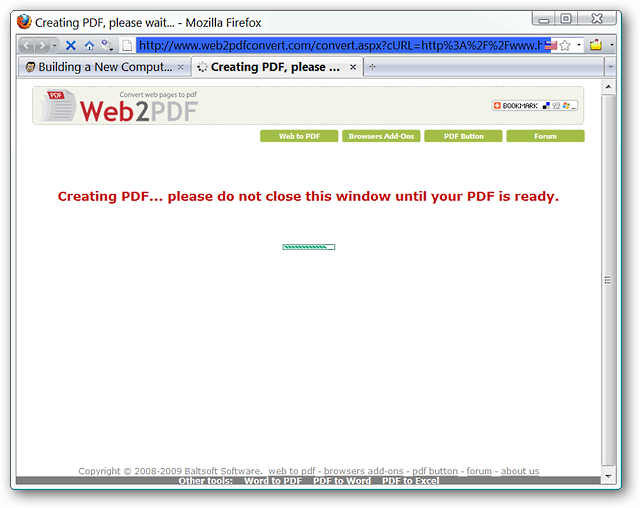 Creating PDF, please wait... - Mozilla Firefox
http://www.web2pdfconvert.com/convert.aspx?cURL=http%3A%2F%2Fwww.h
Building a New Comput...
Creating PDF, please ...
Convert web pages to pdf
PDF
Web2PDF
BOOKMARK
Web to PDF
Browsers Add-Ons
PDF Button
Forum
Creating PDF... please do not close this window until your PDF is ready.
Copyright © 2008-2009 Baltsoft Software. web to pdf - browsers add-ons - pdf button - forum - about us
Other tools: Word to PDF PDF to Word PDF to Excel